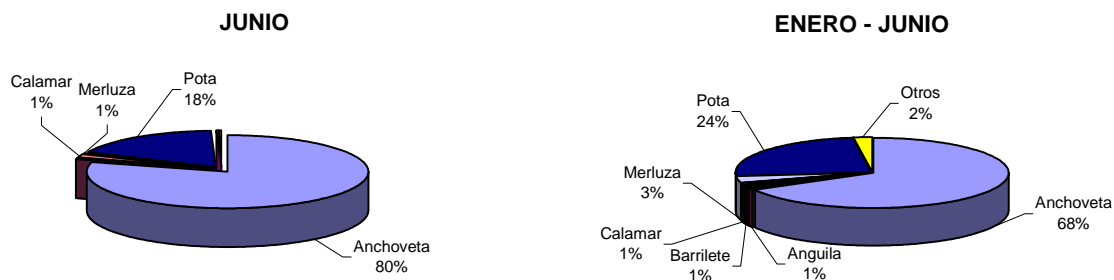 JUNIO
Calamar
1%
Merluza
1%
Pota
18%
Anchoveta
80%
ENERO - JUNIO
Pota
24%
Otros
2%
Merluza
3%
Calamar
1%
Barrilete
1%
Anguila
1%
Anchoveta
68%